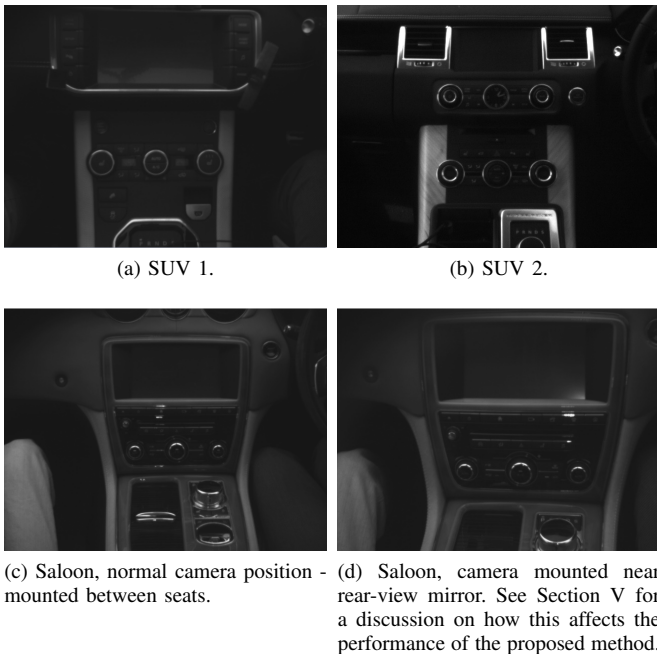 (a) SUV 1.
(b) SUV 2.
(c) Saloon, normal camera position -
mounted between seats.
(d) Saloon, camera mounted near
rear-view mirror. See Section V for
a discussion on how this affects the
performance of the proposed method.